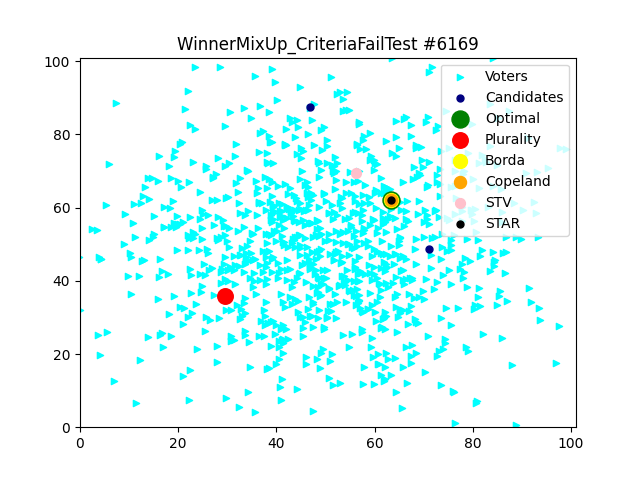 WinnerMixUp_CriteriaFailTest #6169
100
80
60
40
20
0
0 20 40 60 80 100
Voters
Candidates
Optimal
Plurality
Borda
Copeland
STV
STAR